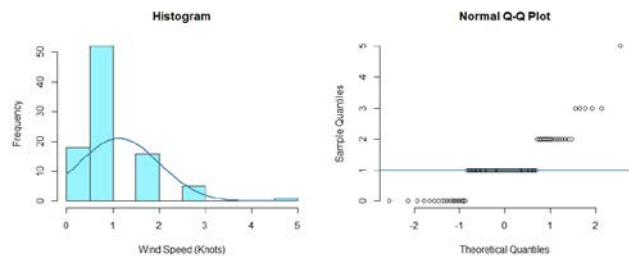 Histogram
Frequency
0 10 20 30 40 50
0 1 2 3 4 5
Wind Speed (Knots)
Normal Q-Q Plot
Sample Quantiles
0 1 2 3 4 5
-2 -1 0 1 2
Theoretical Quantiles